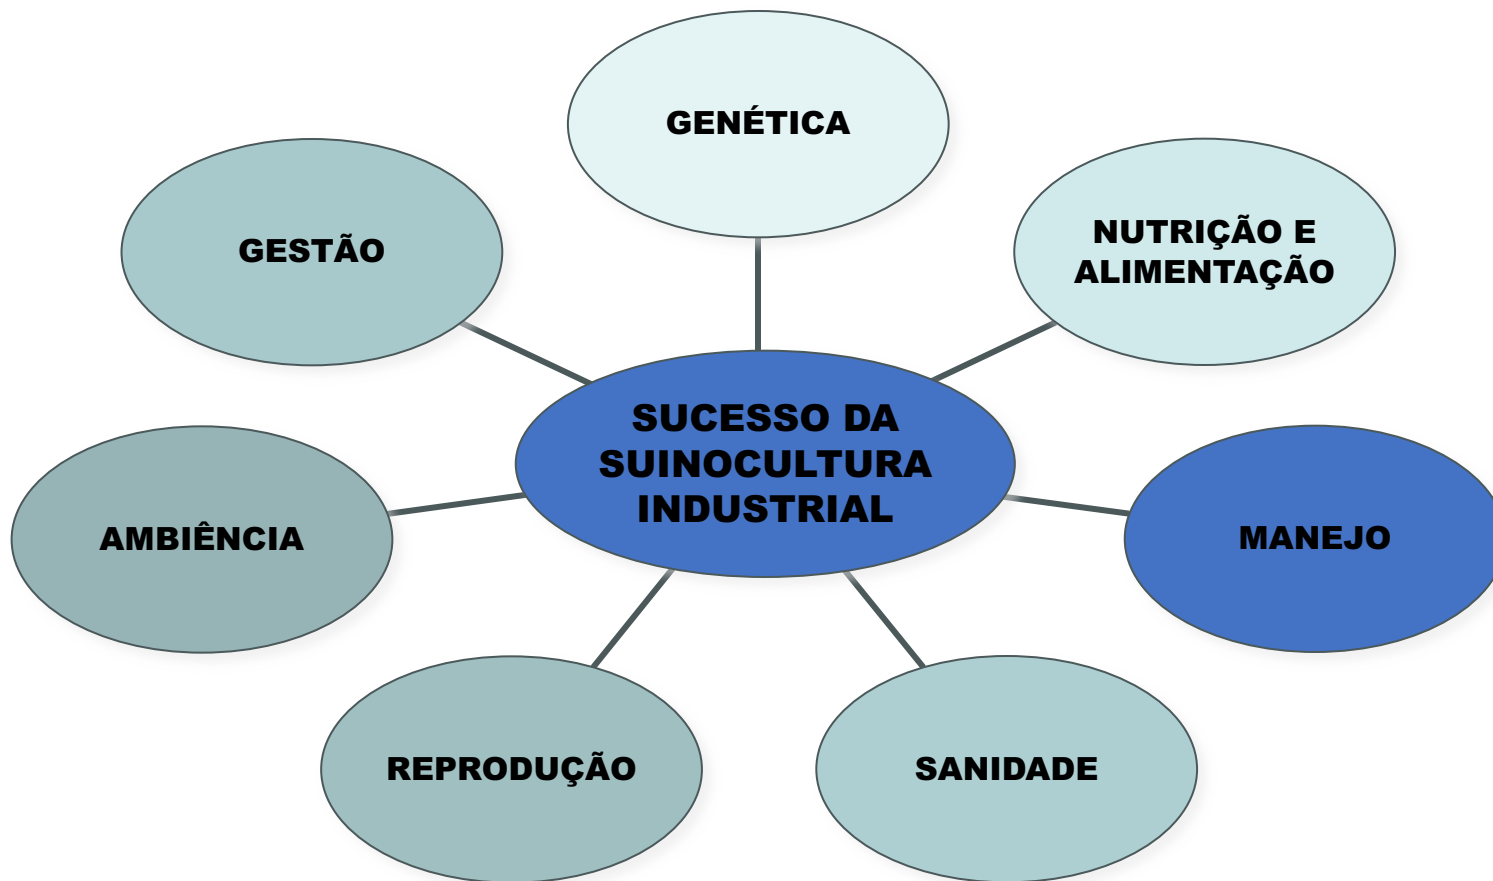 GENÉTICA
GESTÃO
NUTRIÇÃO E
ALIMENTAÇÃO
SUCESSO DA
SUINOCULTURA
INDUSTRIAL
AMBIÊNCIA
MANEJO
REPRODUÇÃO
SANIDADE